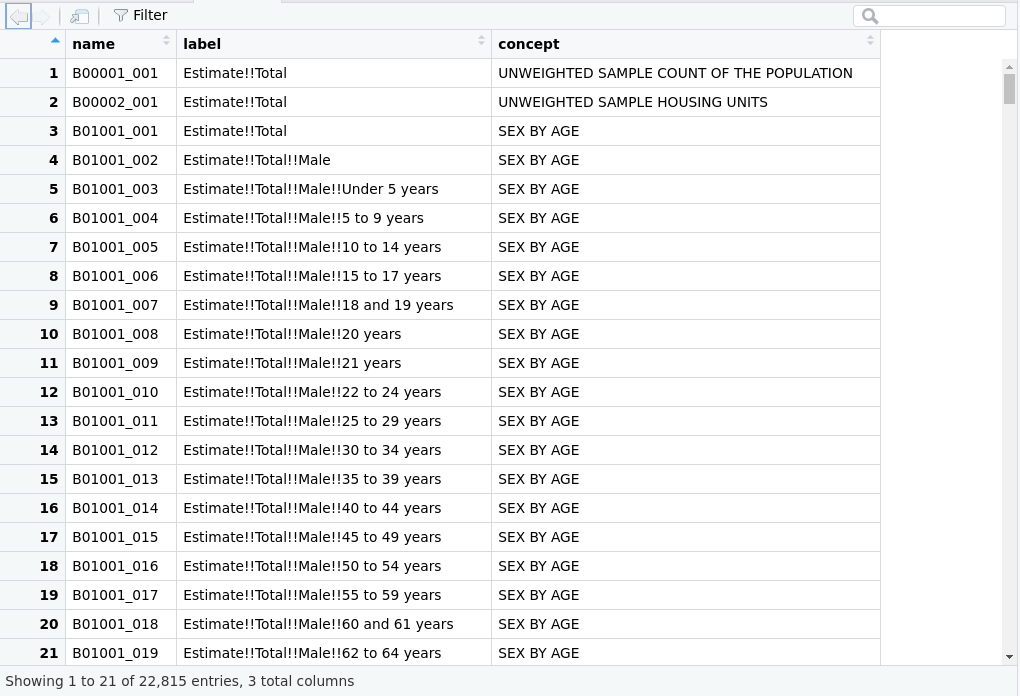 Filter
name label concept
1 B00001_001 Estimate!!Total UNWEIGHTED SAMPLE COUNT OF THE POPULATION
2 B00002_001 Estimate!!Total UNWEIGHTED SAMPLE HOUSING UNITS
3 B01001_001 Estimate!!Total SEX BY AGE
4 B01001_002 Estimate!!Total!!Male SEX BY AGE
5 B01001_003 Estimate!!Total!!Male!!Under 5 years SEX BY AGE
6 B01001_004 Estimate!!Total!!Male!!5 to 9 years SEX BY AGE
7 B01001_005 Estimate!!Total!!Male!!10 to 14 years SEX BY AGE
8 B01001_006 Estimate!!Total!!Male!!15 to 17 years SEX BY AGE
9 B01001_007 Estimate!!Total!!Male!!18 and 19 years SEX BY AGE
10 B01001_008 Estimate!!Total!!Male!!20 years SEX BY AGE
11 B01001_009 Estimate!!Total!!Male!!21 years SEX BY AGE
12 B01001_010 Estimate!!Total!!Male!!22 to 24 years SEX BY AGE
13 B01001_011 Estimate!!Total!!Male!!25 to 29 years SEX BY AGE
14 B01001_012 Estimate!!Total!!Male!!30 to 34 years SEX BY AGE
15 B01001_013 Estimate!!Total!!Male!!35 to 39 years SEX BY AGE
16 B01001_014 Estimate!!Total!!Male!!40 to 44 years SEX BY AGE
17 B01001_015 Estimate!!Total!!Male!!45 to 49 years SEX BY AGE
18 B01001_016 Estimate!!Total!!Male!!50 to 54 years SEX BY AGE
19 B01001_017 Estimate!!Total!!Male!!55 to 59 years SEX BY AGE
20 B01001_018 Estimate!!Total!!Male!!60 and 61 years SEX BY AGE
21 B01001_019 Estimate!!Total!!Male!!62 to 64 years SEX BY AGE
Showing 1 to 21 of 22,815 entries, 3 total columns